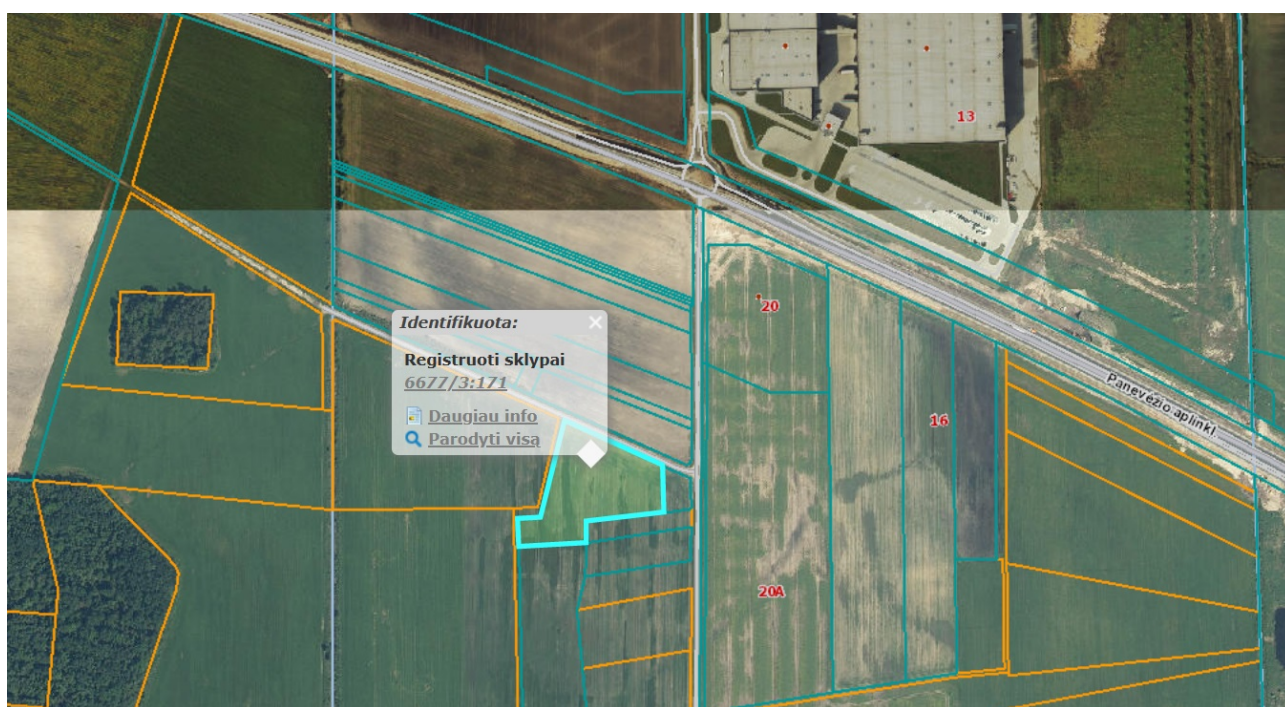 13
20
Identifikuota:
Registruoti sklypai
6677/3:171
Daugiau info
Parodyti visą
Panevėžio aplinkl.
16
20A